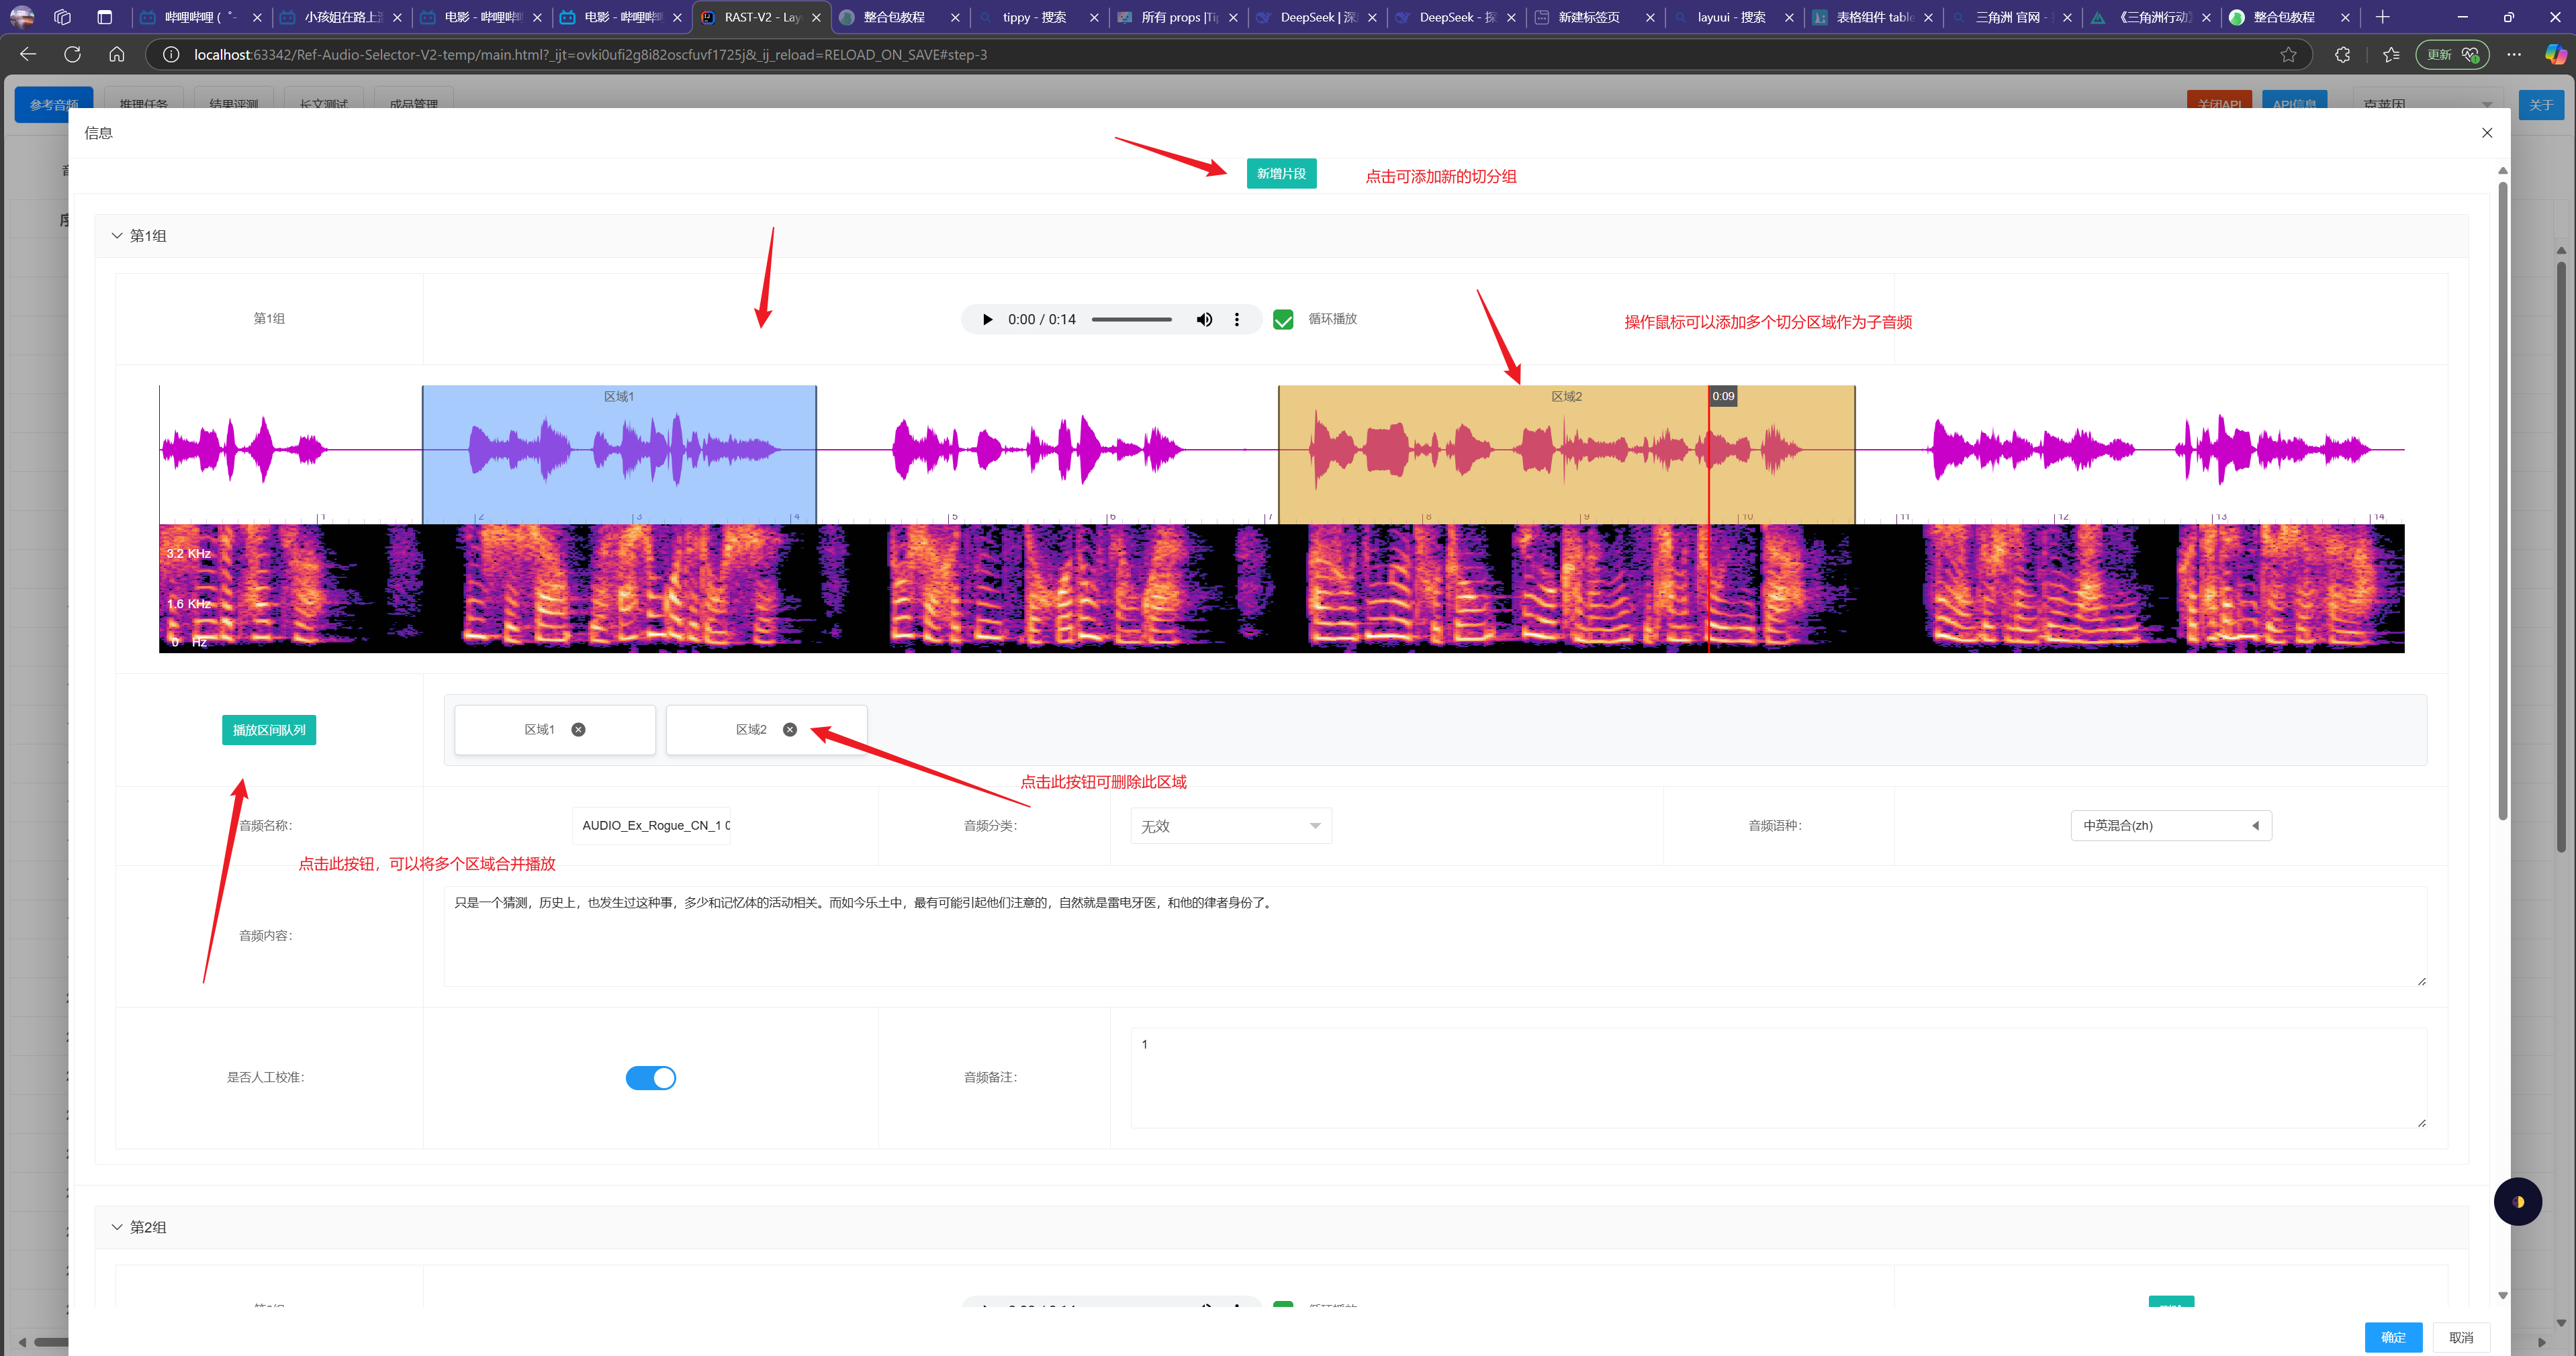 哔哩哔哩 (゜-
小孩姐在路上
电影 - 哔哩哔
电影 - 哔哩哔
RAST-V2 - Lay
整合包教程
tippy - 搜索
所有 props |Ti
DeepSeek | 深
DeepSeek - 探
新建标签页
layuui - 搜索
表格组件 table
三角洲 官网 -
《三角洲行动》
整合包教程
localhost:63342/Ref-Audio-Selector-V2-temp/main.html?_ijt=ovki0ufi2g8i82oscfuvf1725j&_ij_reload=RELOAD_ON_SAVE#step-3
更新
参考音频 推理任务 结果评测 长文测试 成品管理 关闭API API信息 克莱因 关于
信息
新增片段 点击可添加新的切分组
第1组
第1组 0:00 / 0:14 循环播放 操作鼠标可以添加多个切分区域作为子音频
区域1 区域2 0:09
1 2 3 4 5 6 7 8 9 10 11 12 13 14
3.2 KHz
1.6 KHz
0 Hz
播放区间队列 区域1 区域2
点击此按钮可删除此区域
音频名称: AUDIO_Ex_Rogue_CN_1 音频分类: 无效 音频语种: 中英混合(zh)
点击此按钮，可以将多个区域合并播放
音频内容: 只是一个猜测，历史上，也发生过这种事，多少和记忆体的活动相关。而如今乐土中，最有可能引起他们注意的，自然就是雷电牙医，和他的律者身份了。
是否人工校准: 音频备注: 1
第2组
确定 取消